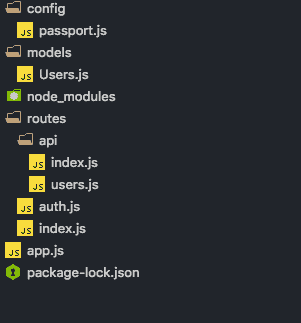 config
JS passport.js
models
JS Users.js
node_modules
routes
api
JS index.js
JS users.js
JS auth.js
JS index.js
JS app.js
package-lock.json